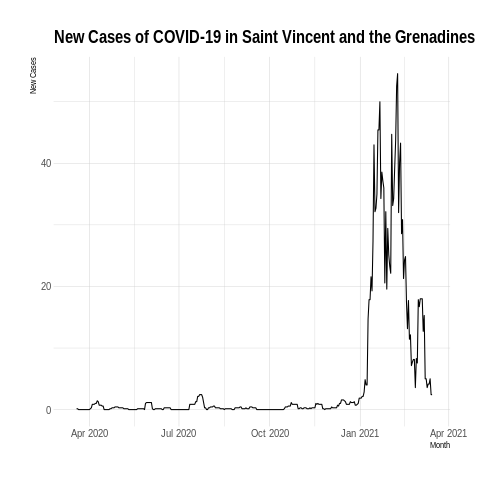 New Cases of COVID-19 in Saint Vincent and the Grenadines
New Cases
40
20
0
Apr 2020 Jul 2020 Oct 2020 Jan 2021 Apr 2021
Month